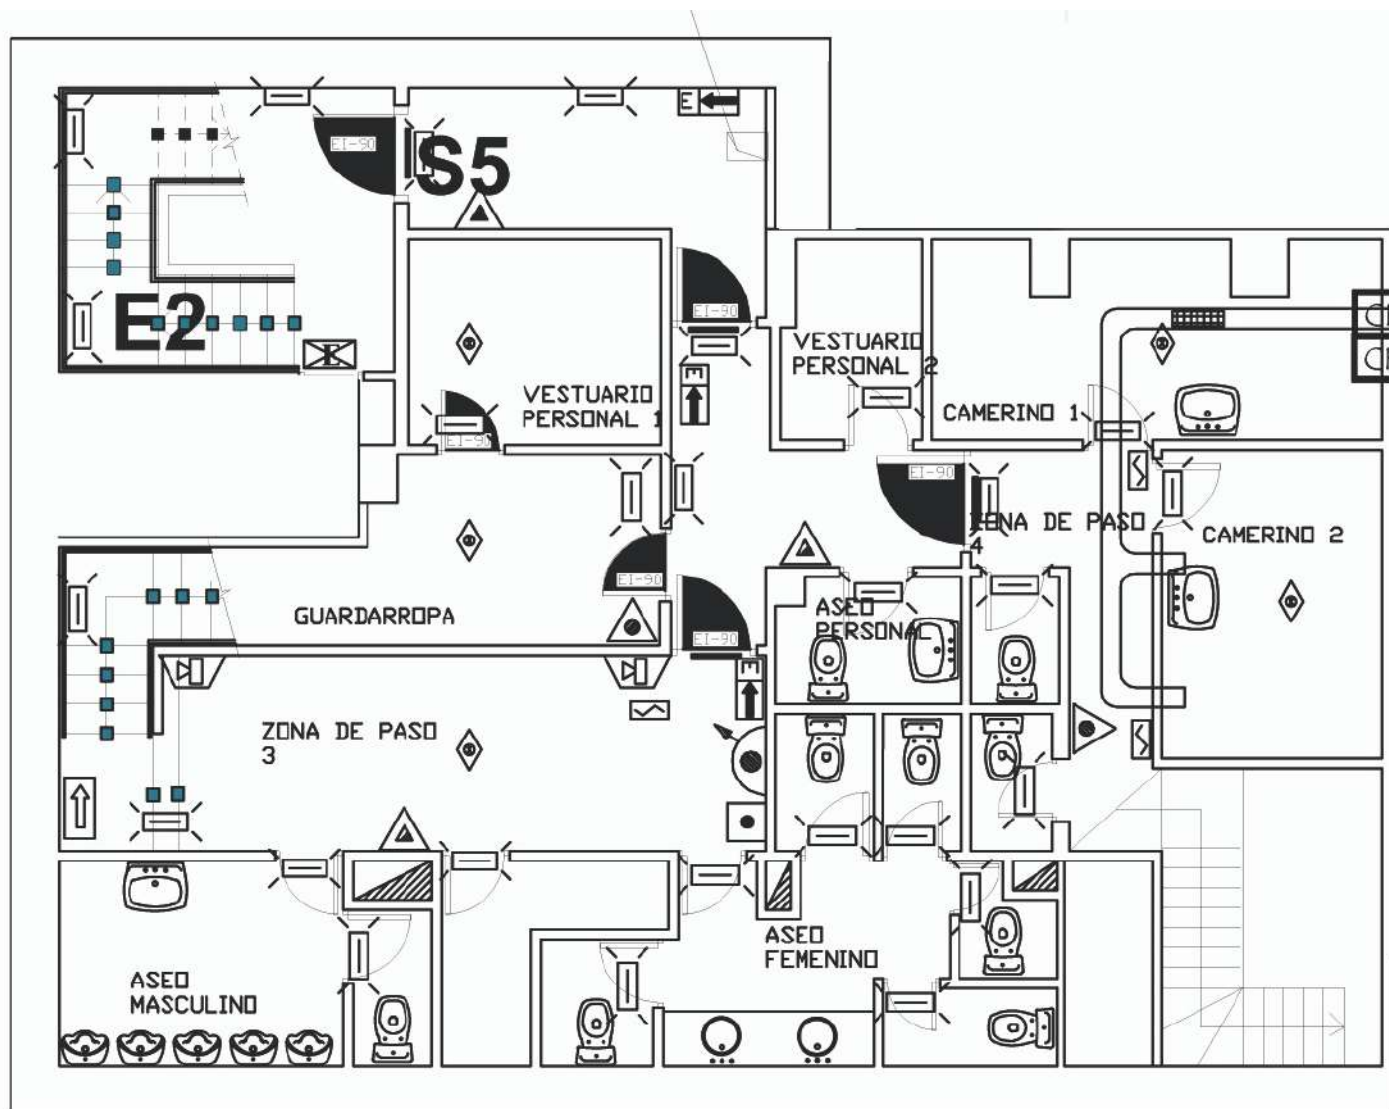 E
EI-90
S5
E2
EI-90
E
VESTUARIO
PERSONAL 2
E
VESTUARIO
PERSONAL 1
CAMERINO 1
EI-90
EI-90
ZONA DE PASO
4
CAMERINO 2
EI-90
GUARDARROPA
ASEO
PERSONAL
EI-90
E
ZONA DE PASO
3
ASEO
FEMENINO
ASEO
MASCULINO